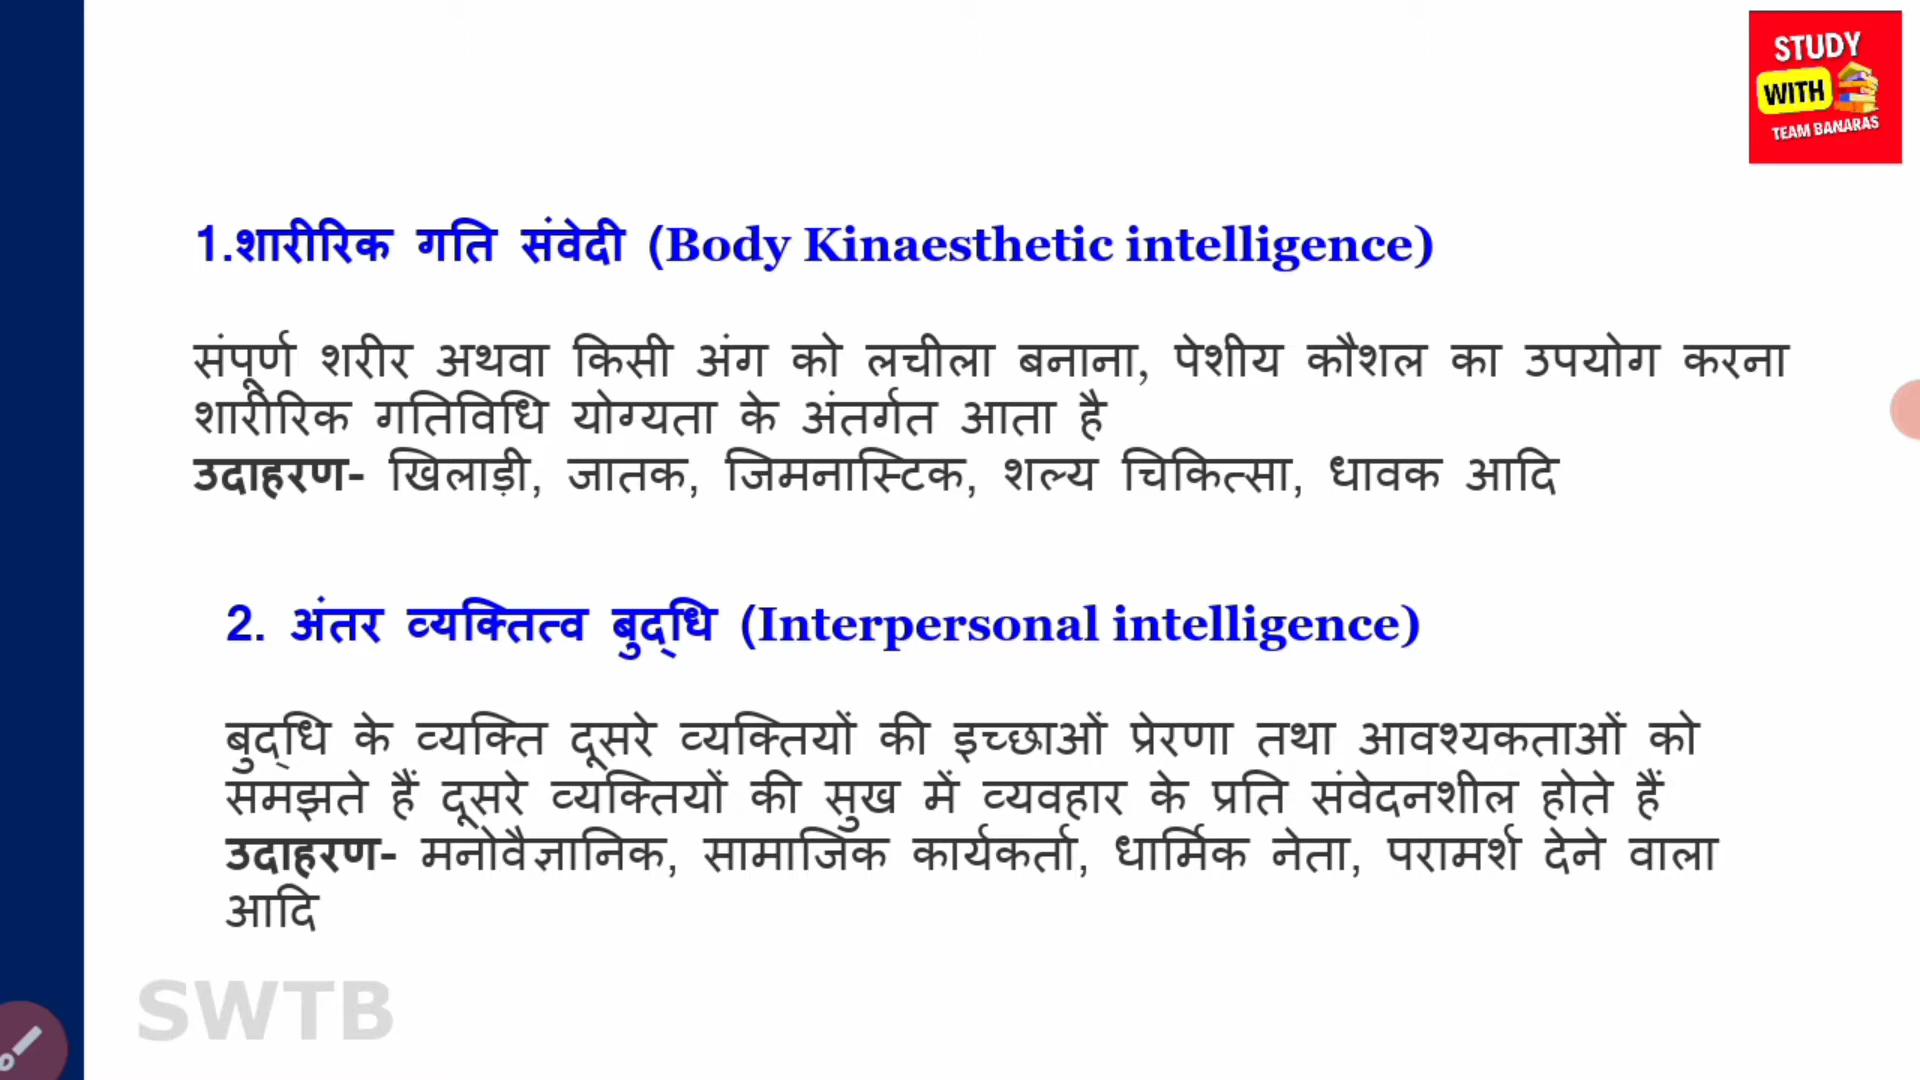 STUDY
WITH
TEAM BANARAS
1.शारीरिक गति संवेदी (Body Kinaesthetic intelligence)
संपूर्ण शरीर अथवा किसी अंग को लचीला बनाना, पेशीय कौशल का उपयोग करना
शारीरिक गतिविधि योग्यता के अंतर्गत आता है
उदाहरण- खिलाड़ी, जातक, जिमनास्टिक, शल्य चिकित्सा, धावक आदि
2. अंतर व्यक्तित्व बुद्धि (Interpersonal intelligence)
बुद्धि के व्यक्ति दूसरे व्यक्तियों की इच्छाओं प्रेरणा तथा आवश्यकताओं को
समझते हैं दूसरे व्यक्तियों की सुख में व्यवहार के प्रति संवेदनशील होते हैं
उदाहरण- मनोवैज्ञानिक, सामाजिक कार्यकर्ता, धार्मिक नेता, परामर्श देने वाला
आदि
SWTB